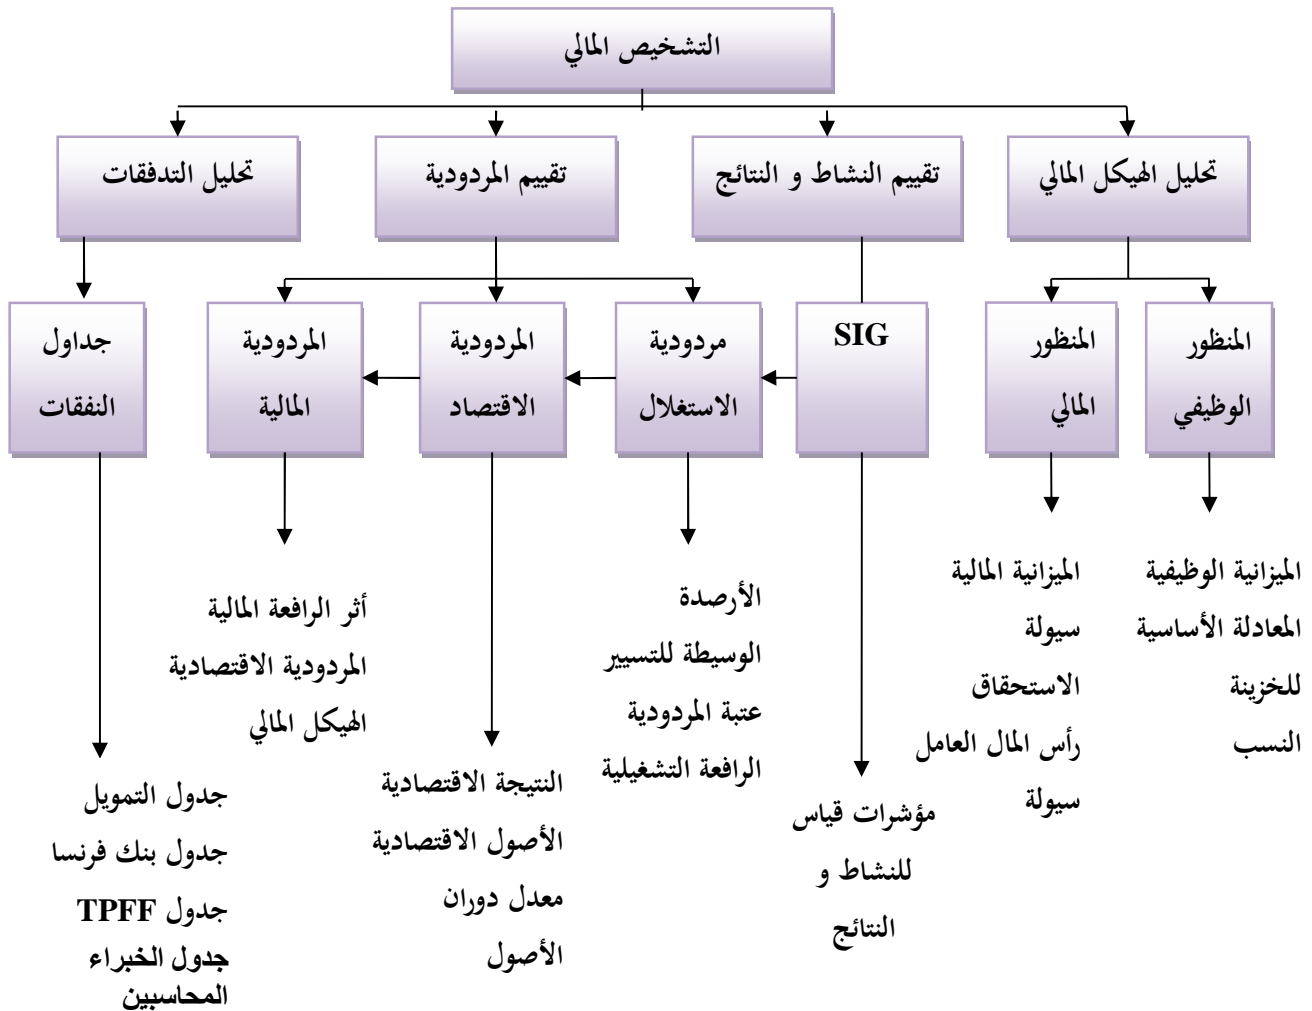 التشخيص المالي
تحليل الهيكل المالي
تقييم النشاط و النتائج
تقييم المردودية
تحليل التدفقات
المنظور
الوظيفي
المنظور
المالي
SIG
مردودية
الاستغلال
المردودية
الاقتصاد
المردودية
المالية
جداول
النفقات
الميزانية الوظيفية
المعادلة الأساسية
للخزينة
النسب
الميزانية المالية
سيولة
الاستحقاق
رأس المال العامل
سيولة
مؤشرات قياس
للنشاط و
النتائج
الأرصدة
الوسيطة للتسيير
عتبة المردودية
الرافعة التشغيلية
النتيجة الاقتصادية
الأصول الاقتصادية
معدل دوران
الأصول
أثر الرافعة المالية
المردودية الاقتصادية
الهيكل المالي
جدول التمويل
جدول بنك فرنسا
جدول TPFF
جدول الخبراء
المحاسبين